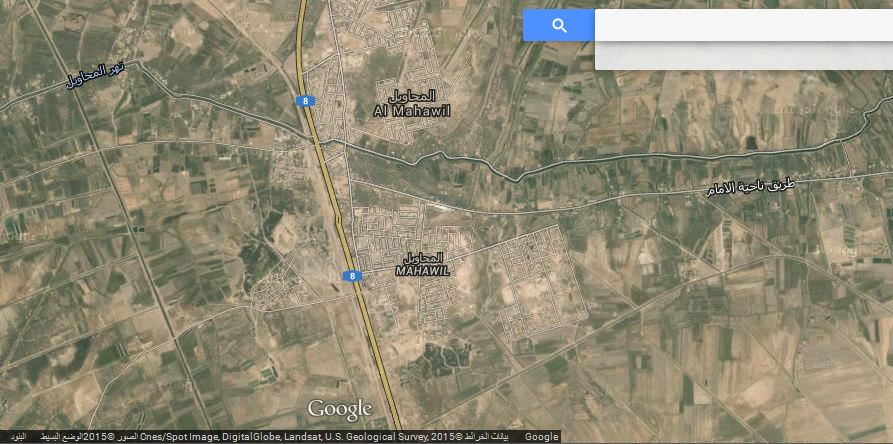 نهر المحاويل
8
المحاويل
Al Mahawil
طريق ناحية الامام
المحاويل
MAHAWIL
8
Google
البنود الوضع البسيط الصور ©2015 Cnes/Spot Image, DigitalGlobe, Landsat, U.S. Geological Survey, 2015© بيانات الخرائط Google